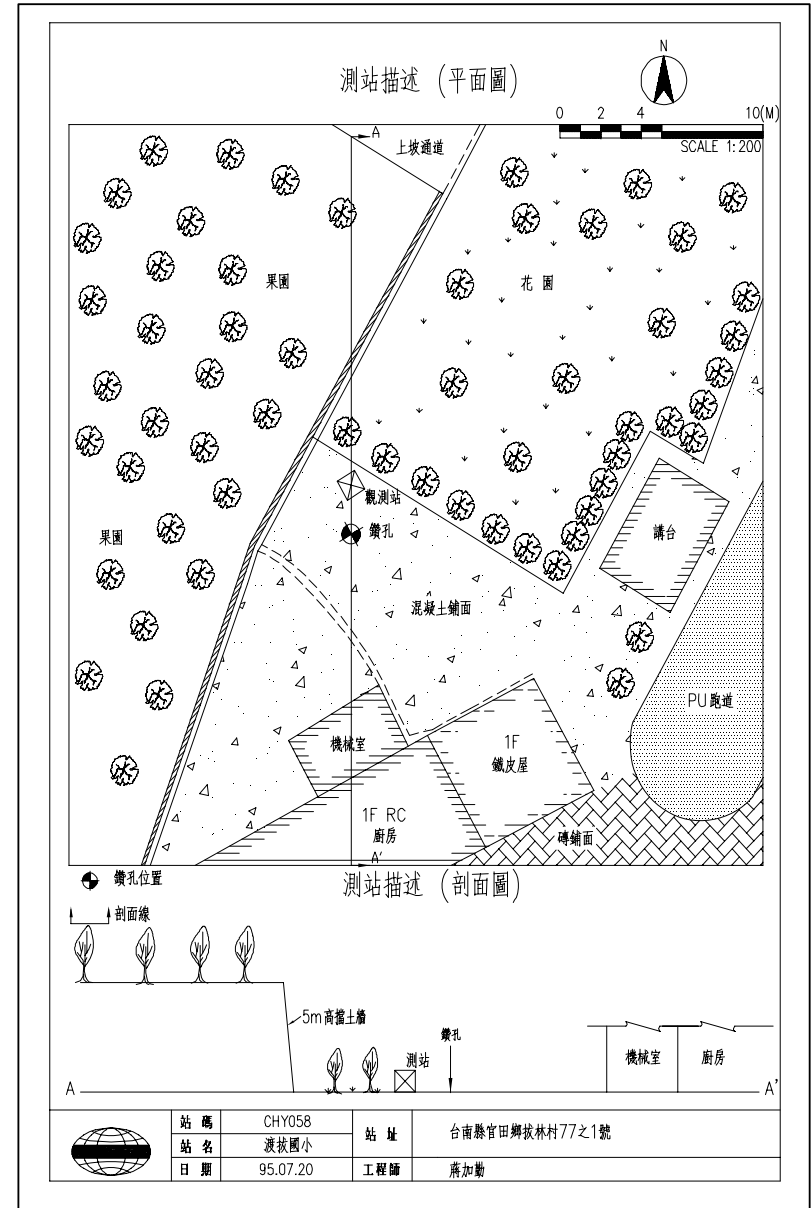 測站描述 (平面圖)
N
0 2 4 10(M)
SCALE 1:200
A
上坡通道
果園
花園
觀測站
鑽孔
果園
講台
混凝土鋪面
PU跑道
機械室
1F
鐵皮屋
1F RC
廚房
磚鋪面
A'
鑽孔位置
測站描述 (剖面圖)
剖面線
5m高擋土牆
鑽孔
測站
機械室
廚房
A
A'
站碼 CHY058
站址 台南縣官田鄉拔林村77之1號
站名 渡拔國小
日期 95.07.20
工程師 蔣加勤